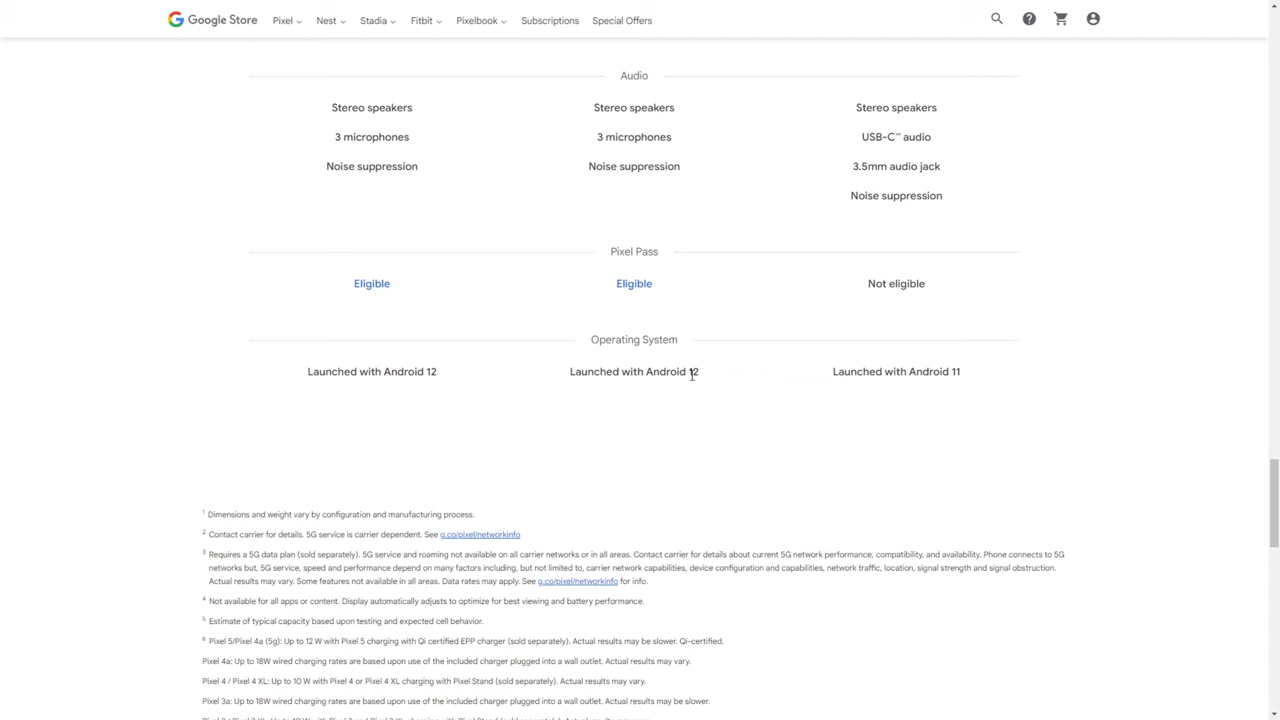 Google Store Pixel Nest Stadia Fitbit Pixelbook Subscriptions Special Offers
Audio
Stereo speakers Stereo speakers Stereo speakers
3 microphones 3 microphones USB-C™ audio
Noise suppression Noise suppression 3.5mm audio jack
Noise suppression
Pixel Pass
Eligible Eligible Not eligible
Operating System
Launched with Android 12 Launched with Android 12 Launched with Android 11
1 Dimensions and weight vary by configuration and manufacturing process.
2 Contact carrier for details. 5G service is carrier dependent. See g.co/pixel/networkinfo
3 Requires a 5G data plan (sold separately). 5G service and roaming not available on all carrier networks or in all areas. Contact carrier for details about current 5G network performance, compatibility, and availability. Phone connects to 5G
networks but, 5G service, speed and performance depend on many factors including, but not limited to, carrier network capabilities, device configuration and capabilities, network traffic, location, signal strength and signal obstruction.
Actual results may vary. Some features not available in all areas. Data rates may apply. See g.co/pixel/networkinfo for info.
4 Not available for all apps or content. Display automatically adjusts to optimize for best viewing and battery performance.
5 Estimate of typical capacity based upon testing and expected cell behavior.
6 Pixel 5/Pixel 4a (5g): Up to 12 W with Pixel 5 charging with Qi certified EPP charger (sold separately). Actual results may be slower. Qi-certified.
Pixel 4a: Up to 18W wired charging rates are based upon use of the included charger plugged into a wall outlet. Actual results may vary.
Pixel 4 / Pixel 4 XL: Up to 10 W with Pixel 4 or Pixel 4 XL charging with Pixel Stand (sold separately). Actual results may vary.
Pixel 3a: Up to 18W wired charging rates are based upon use of the included charger plugged into a wall outlet. Actual results may be slower.